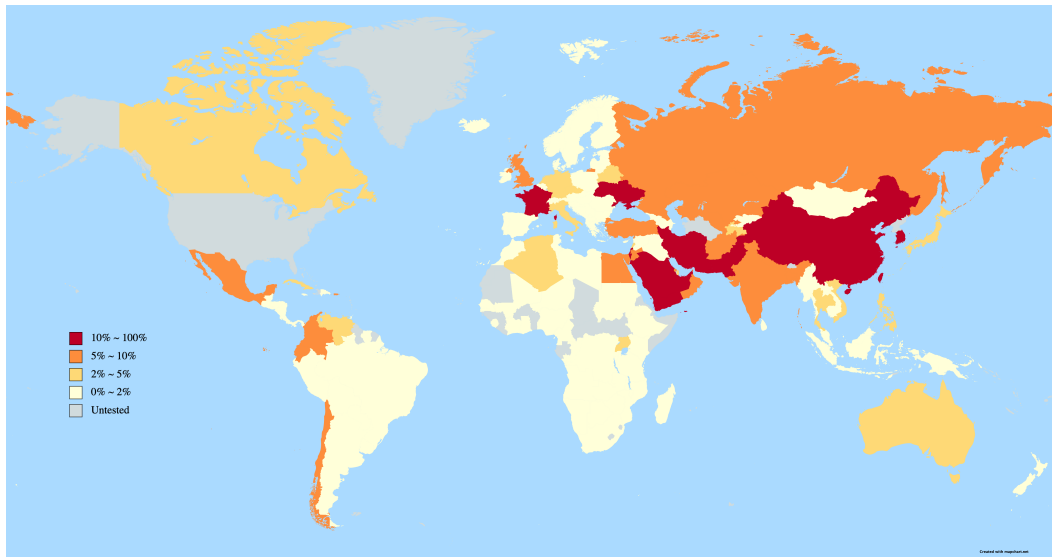 10% ~ 100%
5% ~ 10%
2% ~ 5%
0% ~ 2%
Untested
Created with mapchart.net